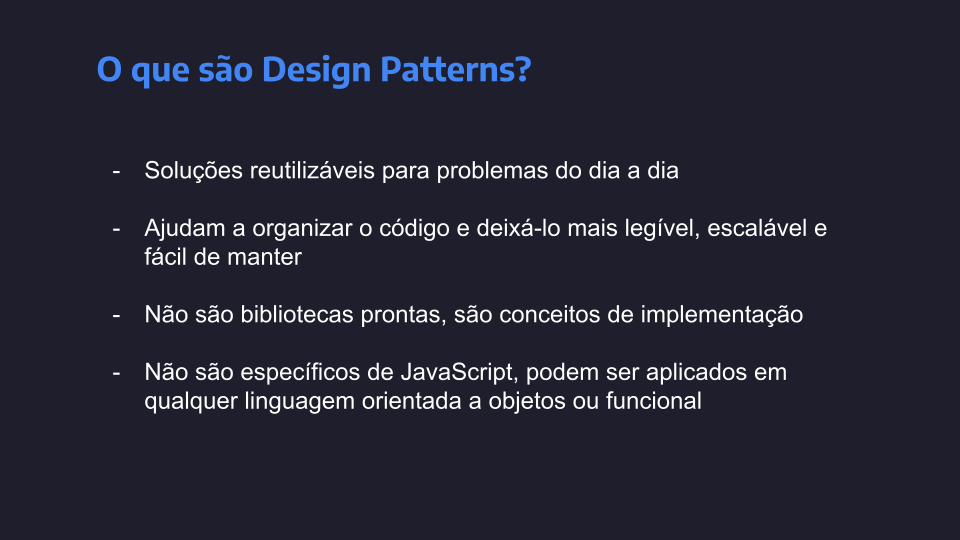 O que são Design Patterns?
- Soluções reutilizáveis para problemas do dia a dia
- Ajudam a organizar o código e deixá-lo mais legível, escalável e
fácil de manter
- Não são bibliotecas prontas, são conceitos de implementação
- Não são específicos de JavaScript, podem ser aplicados em
qualquer linguagem orientada a objetos ou funcional